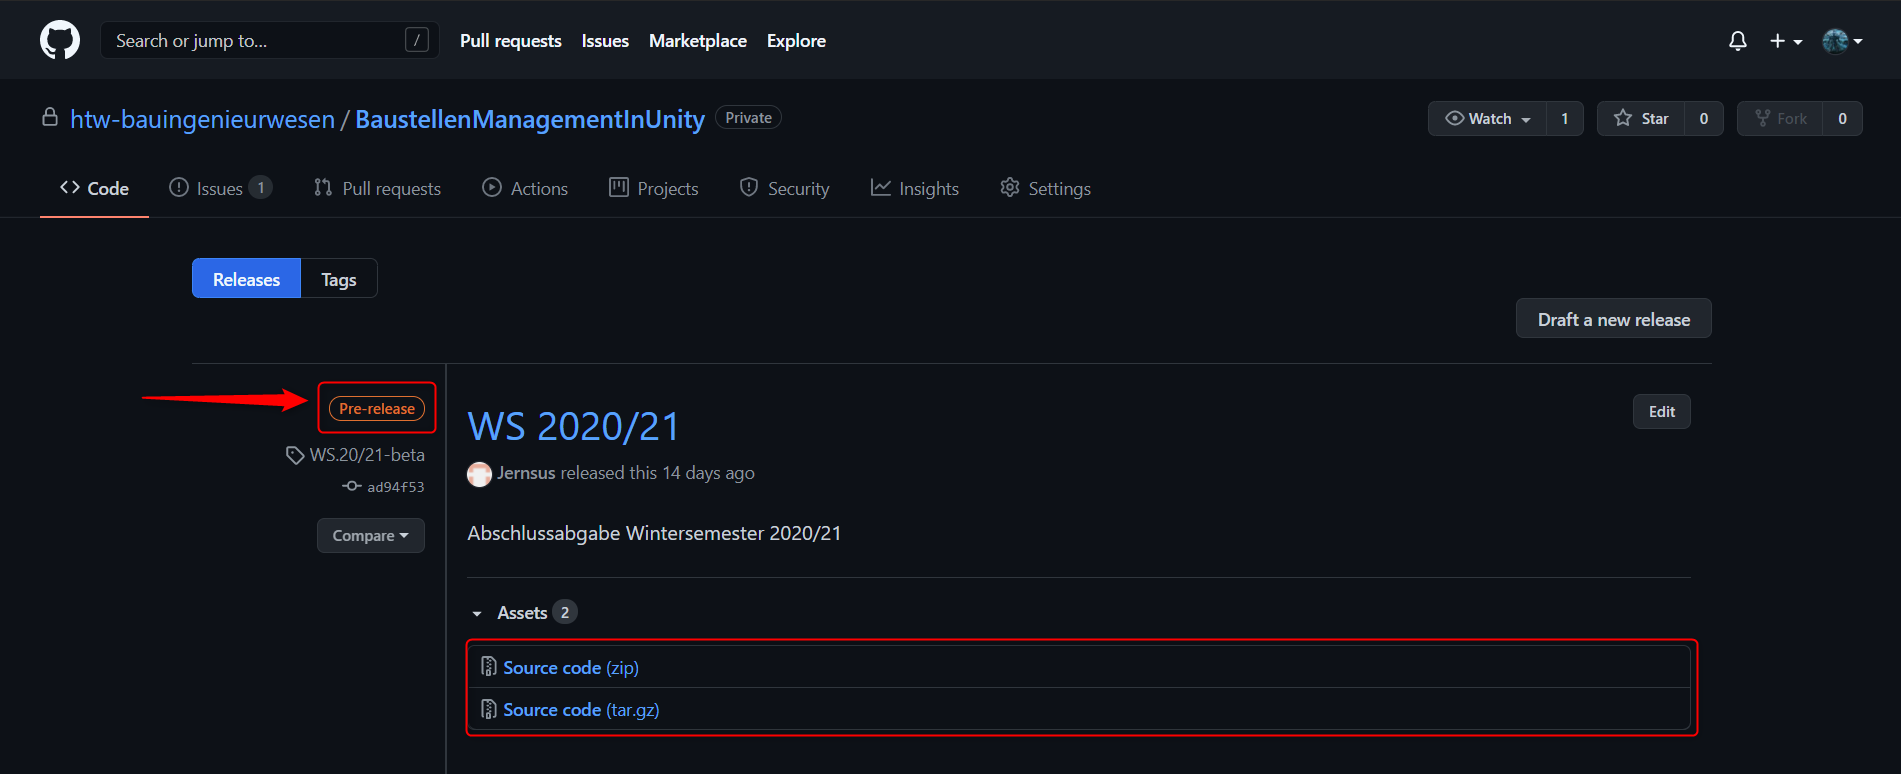 Search or jump to... / Pull requests Issues Marketplace Explore
htw-bauingenieurwesen / BaustellenManagementInUnity Private Watch 1 Star 0 Fork 0
Code Issues 1 Pull requests Actions Projects Security Insights Settings
Releases Tags
Draft a new release
Pre-release
WS.20/21-beta
ad94f53
Compare
WS 2020/21
Edit
Jernsus released this 14 days ago
Abschlussabgabe Wintersemester 2020/21
Assets 2
Source code (zip)
Source code (tar.gz)